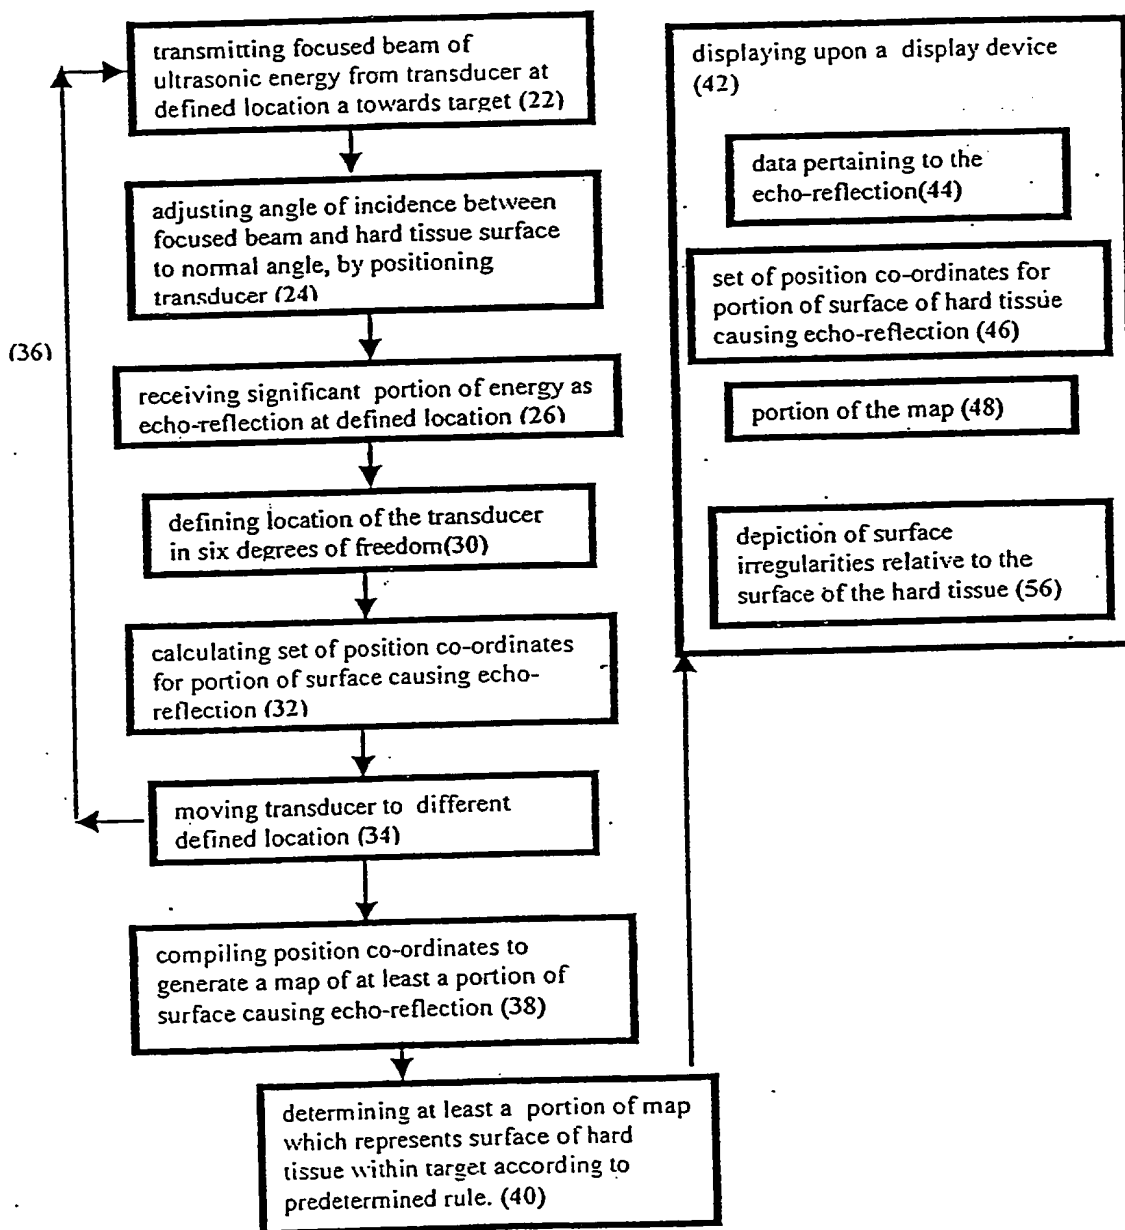 transmitting focused beam of
ultrasonic energy from transducer at
defined location a towards target (22)
adjusting angle of incidence between
focused beam and hard tissue surface
to normal angle, by positioning
transducer (24)
(36)
receiving significant portion of energy as
echo-reflection at defined location (26)
defining location of the transducer
in six degrees of freedom(30)
calculating set of position co-ordinates
for portion of surface causing echo-
reflection (32)
moving transducer to different
defined location (34)
compiling position co-ordinates to
generate a map of at least a portion of
surface causing echo-reflection (38)
determining at least a portion of map
which represents surface of hard
tissue within target according to
predetermined rule. (40)
displaying upon a display device
(42)
data pertaining to the
echo-reflection(44)
set of position co-ordinates for
portion of surface of hard tissue
causing echo-reflection (46)
portion of the map (48)
depiction of surface
irregularities relative to the
surface of the hard tissue (56)